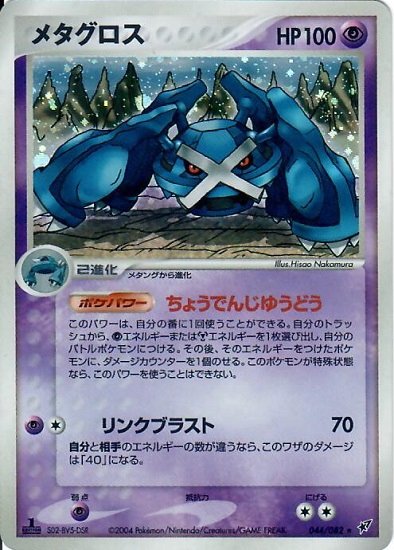 メタグロス HP100
Illus.Hisao Nakamura
2進化 メタングから進化
ポケパワー ちょうでんじゆうどう
このパワーは、自分の番に1回使うことができる。自分のトラッ
シュから、エネルギーまたはエネルギーを1枚選び出し、自分の
バトルポケモンにつける。その後、そのエネルギーをつけたポケモ
ンに、ダメージカウンターを1個のせる。このポケモンが特殊状
態なら、このパワーを使うことはできない。
リンクブラスト 70
自分と相手のエネルギーの数が違うなら、このワザのダメージ
は「40」になる。
弱点 抵抗力 にげる
1 S02-BV5-DSR ©2004 Pokémon/Nintendo/Creatures/GAME FREAK. 044/082 ★